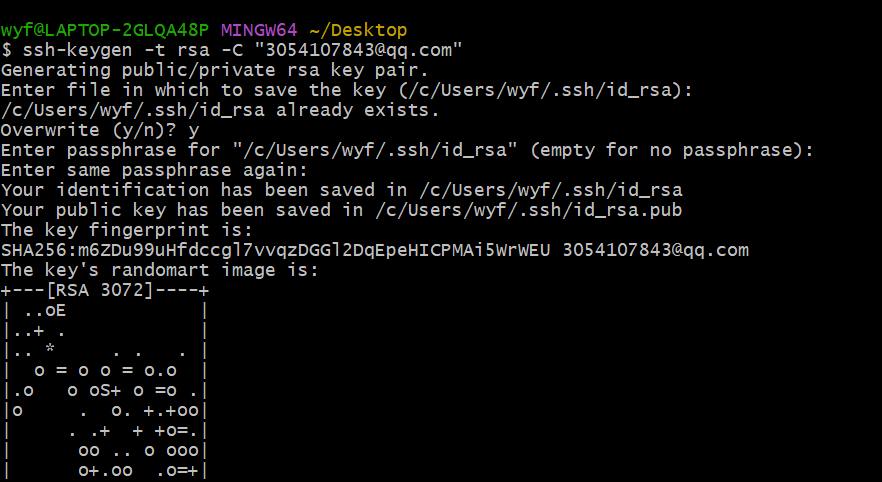 wyf@LAPTOP-2GLQA48P MINGW64 ~/Desktop
$ ssh-keygen -t rsa -C "3054107843@qq.com"
Generating public/private rsa key pair.
Enter file in which to save the key (/c/Users/wyf/.ssh/id_rsa):
/c/Users/wyf/.ssh/id_rsa already exists.
Overwrite (y/n)? y
Enter passphrase for "/c/Users/wyf/.ssh/id_rsa" (empty for no passphrase):
Enter same passphrase again:
Your identification has been saved in /c/Users/wyf/.ssh/id_rsa
Your public key has been saved in /c/Users/wyf/.ssh/id_rsa.pub
The key fingerprint is:
SHA256:m6ZDu99uHfdccgl7vvqzDGGl2DqEpeHICPMAi5WrWEU 3054107843@qq.com
The key's randomart image is:
+---[RSA 3072]----+
| ..oE            |
|..+ .            |
|.. *     . .   . |
|  o = o o = o.o  |
|.o   o oS+ o =o .|
|o     .  o. +.+oo|
|     . .+  + +o=.|
|      oo .. o ooo|
|      o+.oo  .o=+|